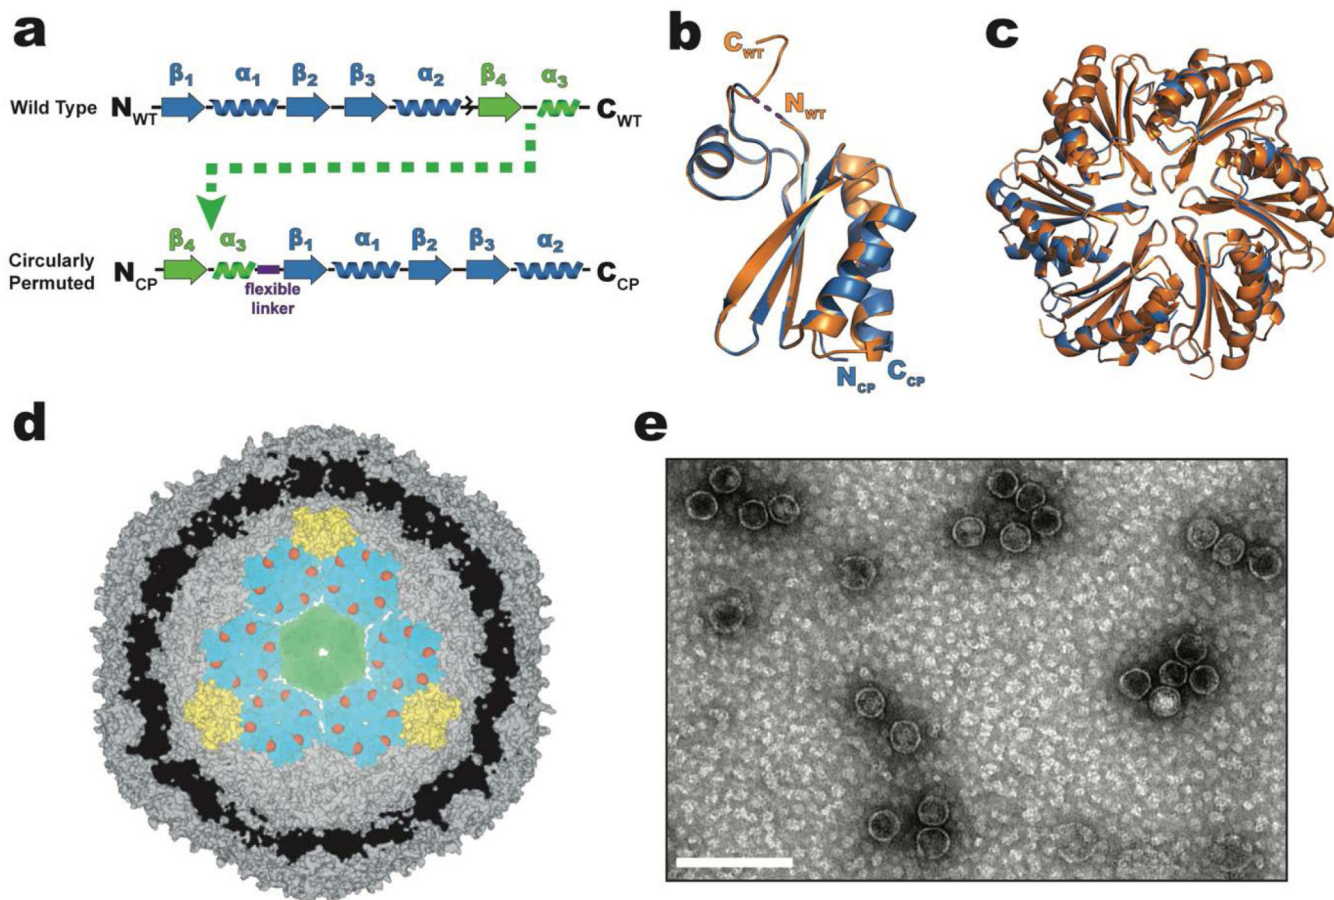 a
β1 α1 β2 β3 α2 β4 α3
Wild Type NWT CWT
β4 α3 β1 α1 β2 β3 α2
Circularly
Permuted NCP CCP
flexible
linker
b
CWT
NWT
NCP CCP
c
d
e